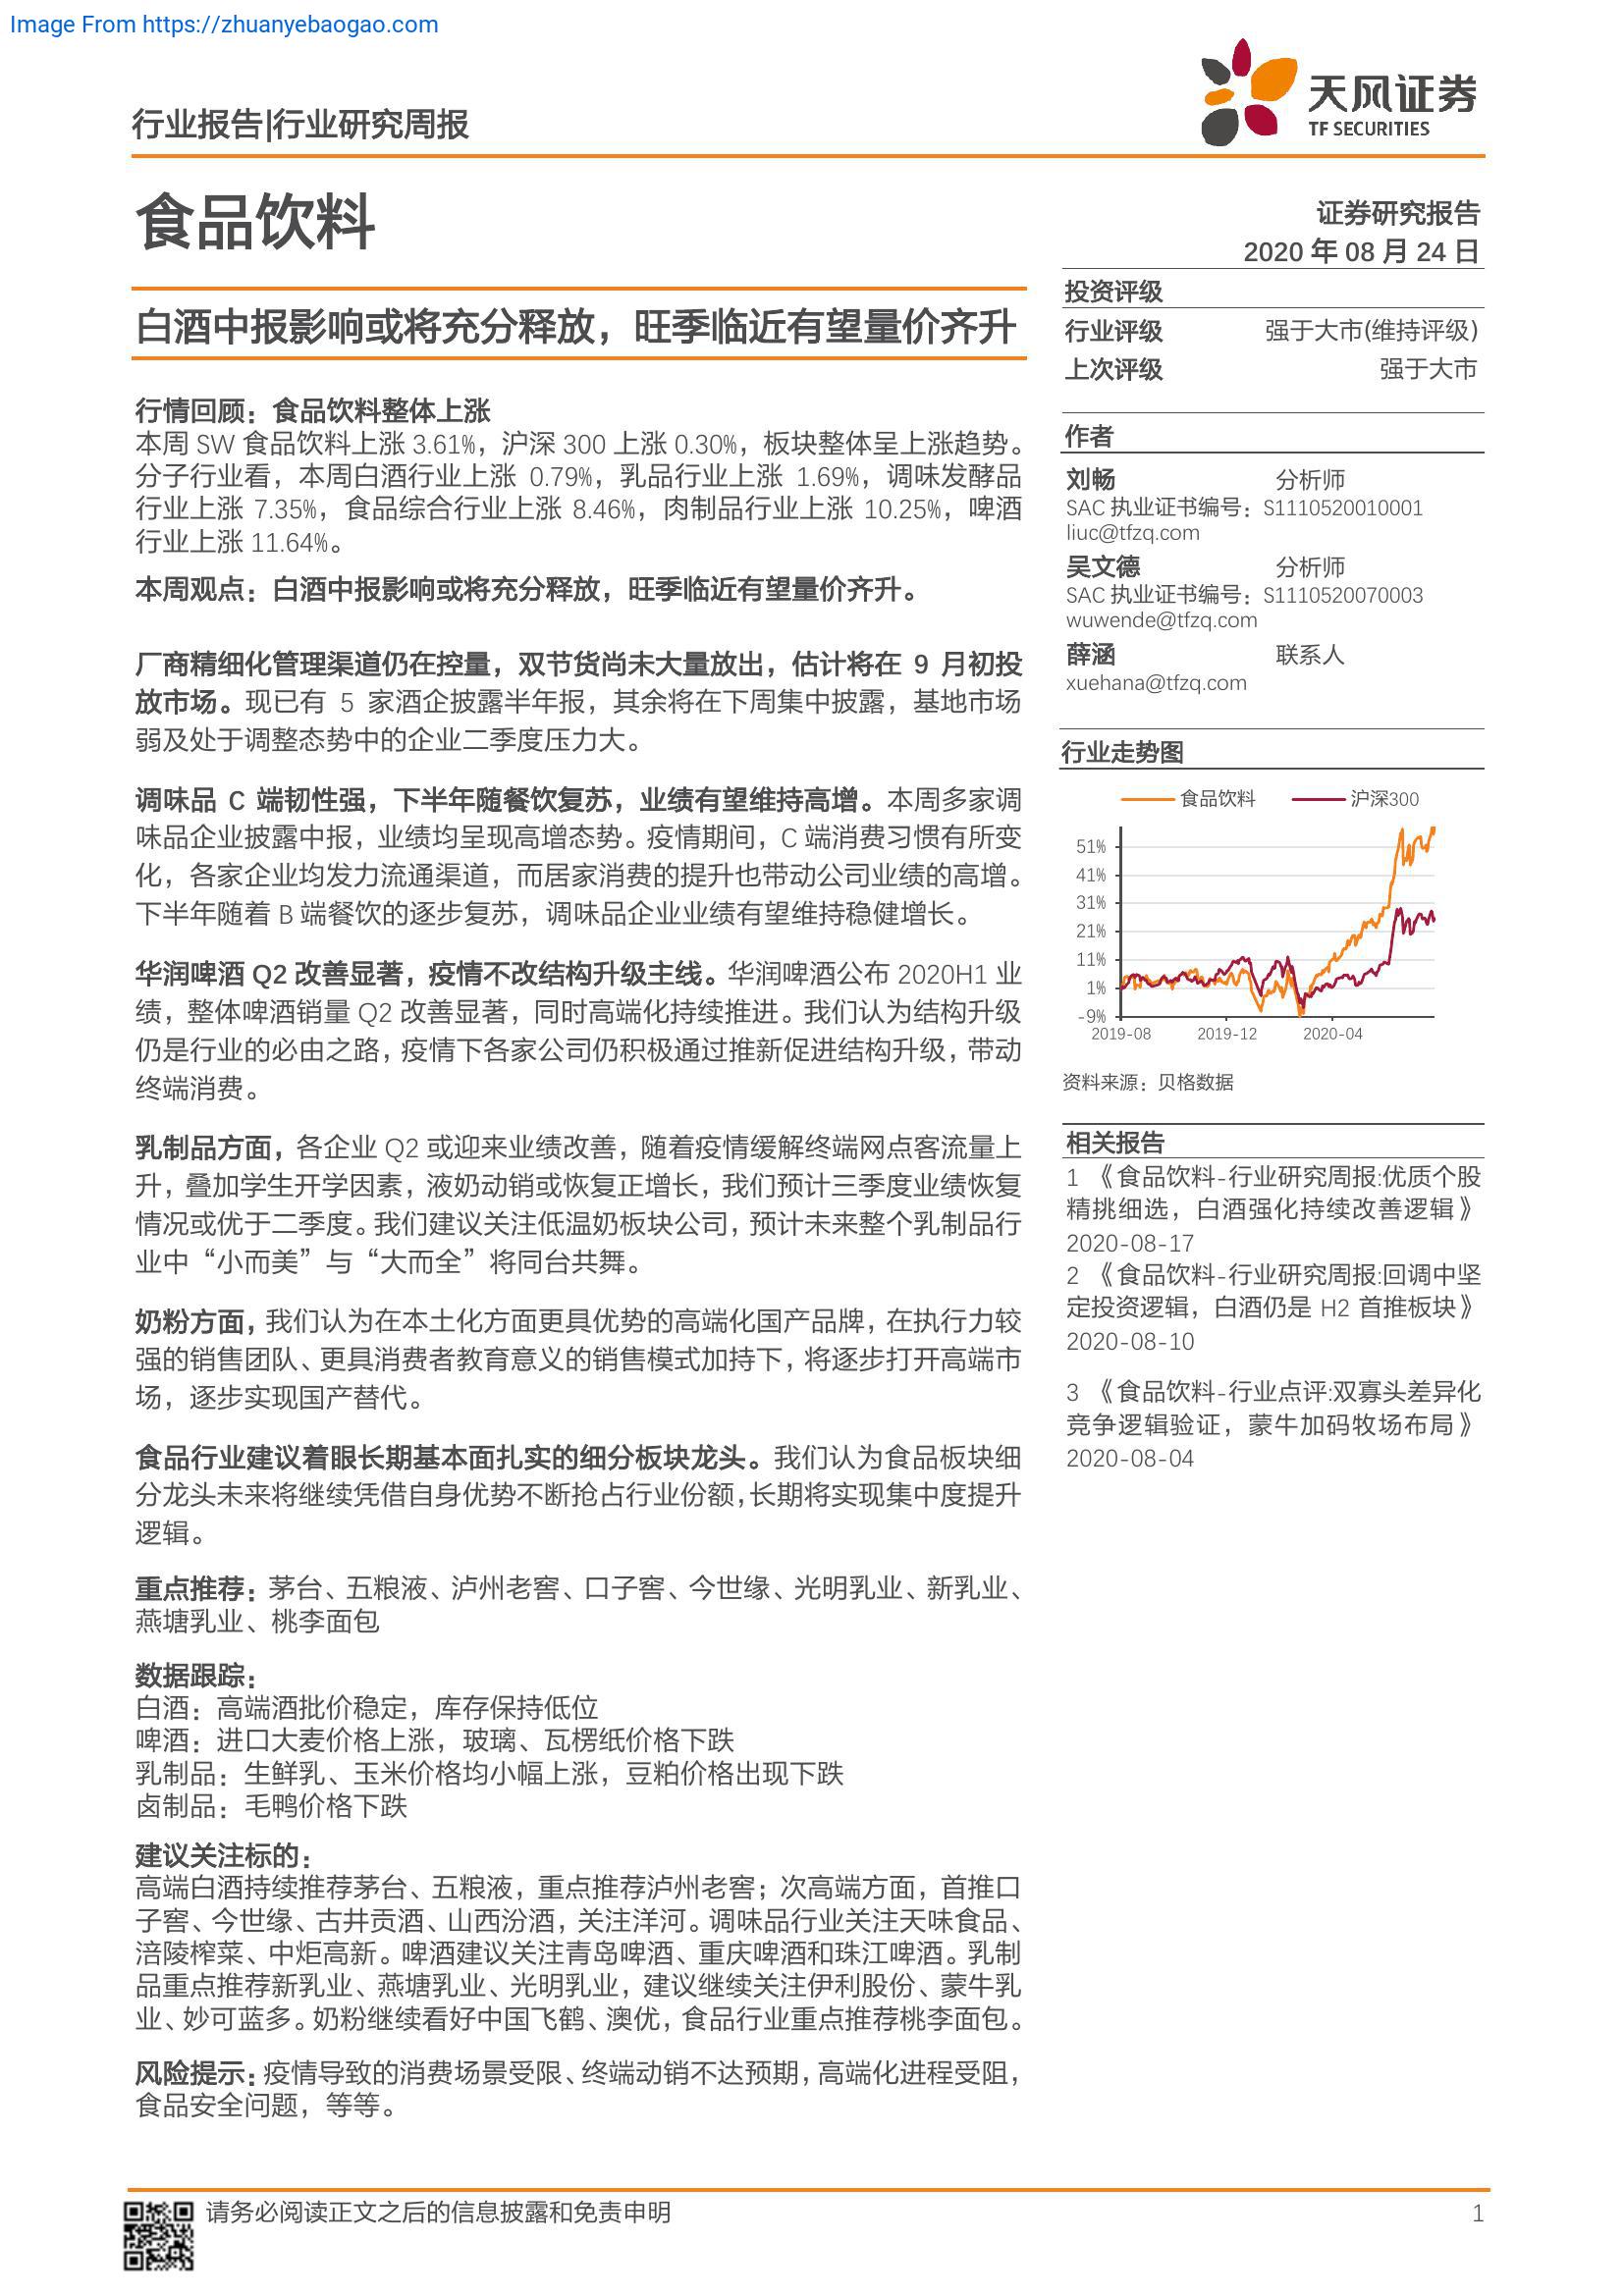 Image From https://zhuanyebaogao.com
行业报告|行业研究周报
天风证券
TF SECURITIES
食品饮料
证券研究报告
2020 年 08 月 24 日
白酒中报影响或将充分释放，旺季临近有望量价齐升
行情回顾：食品饮料整体上涨
本周 SW 食品饮料上涨 3.61%，沪深 300 上涨 0.30%，板块整体呈上涨趋势。
分子行业看，本周白酒行业上涨 0.79%，乳品行业上涨 1.69%，调味发酵品
行业上涨 7.35%，食品综合行业上涨 8.46%，肉制品行业上涨 10.25%，啤酒
行业上涨 11.64%。
本周观点：白酒中报影响或将充分释放，旺季临近有望量价齐升。
厂商精细化管理渠道仍在控量，双节货尚未大量放出，估计将在 9 月初投
放市场。现已有 5 家酒企披露半年报，其余将在下周集中披露，基地市场
弱及处于调整态势中的企业二季度压力大。
调味品 C 端韧性强，下半年随餐饮复苏，业绩有望维持高增。本周多家调
味品企业披露中报，业绩均呈现高增态势。疫情期间，C 端消费习惯有所变
化，各家企业均发力流通渠道，而居家消费的提升也带动公司业绩的高增。
下半年随着 B 端餐饮的逐步复苏，调味品企业业绩有望维持稳健增长。
华润啤酒 Q2 改善显著，疫情不改结构升级主线。华润啤酒公布 2020H1 业
绩，整体啤酒销量 Q2 改善显著，同时高端化持续推进。我们认为结构升级
仍是行业的必由之路，疫情下各家公司仍积极通过推新促进结构升级，带动
终端消费。
乳制品方面，各企业 Q2 或迎来业绩改善，随着疫情缓解终端网点客流量上
升，叠加学生开学因素，液奶动销或恢复正增长，我们预计三季度业绩恢复
情况或优于二季度。我们建议关注低温奶板块公司，预计未来整个乳制品行
业中“小而美”与“大而全”将同台共舞。
奶粉方面，我们认为在本土化方面更具优势的高端化国产品牌，在执行力较
强的销售团队、更具消费者教育意义的销售模式加持下，将逐步打开高端市
场，逐步实现国产替代。
食品行业建议着眼长期基本面扎实的细分板块龙头。我们认为食品板块细
分龙头未来将继续凭借自身优势不断抢占行业份额，长期将实现集中度提升
逻辑。
重点推荐：茅台、五粮液、泸州老窖、口子窖、今世缘、光明乳业、新乳业、
燕塘乳业、桃李面包
数据跟踪：
白酒：高端酒批价稳定，库存保持低位
啤酒：进口大麦价格上涨，玻璃、瓦楞纸价格下跌
乳制品：生鲜乳、玉米价格均小幅上涨，豆粕价格出现下跌
卤制品：毛鸭价格下跌
建议关注标的：
高端白酒持续推荐茅台、五粮液，重点推荐泸州老窖；次高端方面，首推口
子窖、今世缘、古井贡酒、山西汾酒，关注洋河。调味品行业关注天味食品、
涪陵榨菜、中炬高新。啤酒建议关注青岛啤酒、重庆啤酒和珠江啤酒。乳制
品重点推荐新乳业、燕塘乳业、光明乳业，建议继续关注伊利股份、蒙牛乳
业、妙可蓝多。奶粉继续看好中国飞鹤、澳优，食品行业重点推荐桃李面包。
风险提示：疫情导致的消费场景受限、终端动销不达预期，高端化进程受阻，
食品安全问题，等等。
投资评级
行业评级 强于大市(维持评级)
上次评级 强于大市
作者
刘畅 分析师
SAC 执业证书编号：S1110520010001
liuc@tfzq.com
吴文德 分析师
SAC 执业证书编号：S1110520070003
wuwende@tfzq.com
薛涵 联系人
xuehana@tfzq.com
行业走势图
食品饮料 沪深300
51%
41%
31%
21%
11%
1%
-9%
2019-08 2019-12 2020-04
资料来源：贝格数据
相关报告
1 《食品饮料-行业研究周报:优质个股
精挑细选，白酒强化持续改善逻辑》
2020-08-17
2 《食品饮料-行业研究周报:回调中坚
定投资逻辑，白酒仍是 H2 首推板块》
2020-08-10
3 《食品饮料-行业点评:双寡头差异化
竞争逻辑验证，蒙牛加码牧场布局》
2020-08-04
请务必阅读正文之后的信息披露和免责申明 1